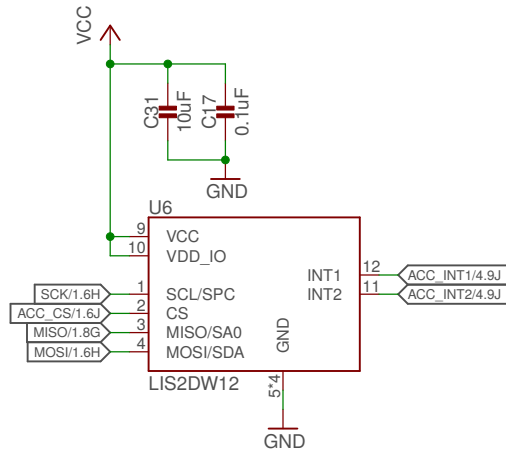 VCC
C31
10uF
C17
0.1uF
GND
U6
9 VCC
10 VDD_IO
INT1 12 ACC_INT1/4.9J
SCK/1.6H 1 SCL/SPC
INT2 11 ACC_INT2/4.9J
ACC_CS/1.6J 2 CS
MISO/1.8G 3 MISO/SA0
MOSI/1.6H 4 MOSI/SDA
GND
LIS2DW12
5*4
GND